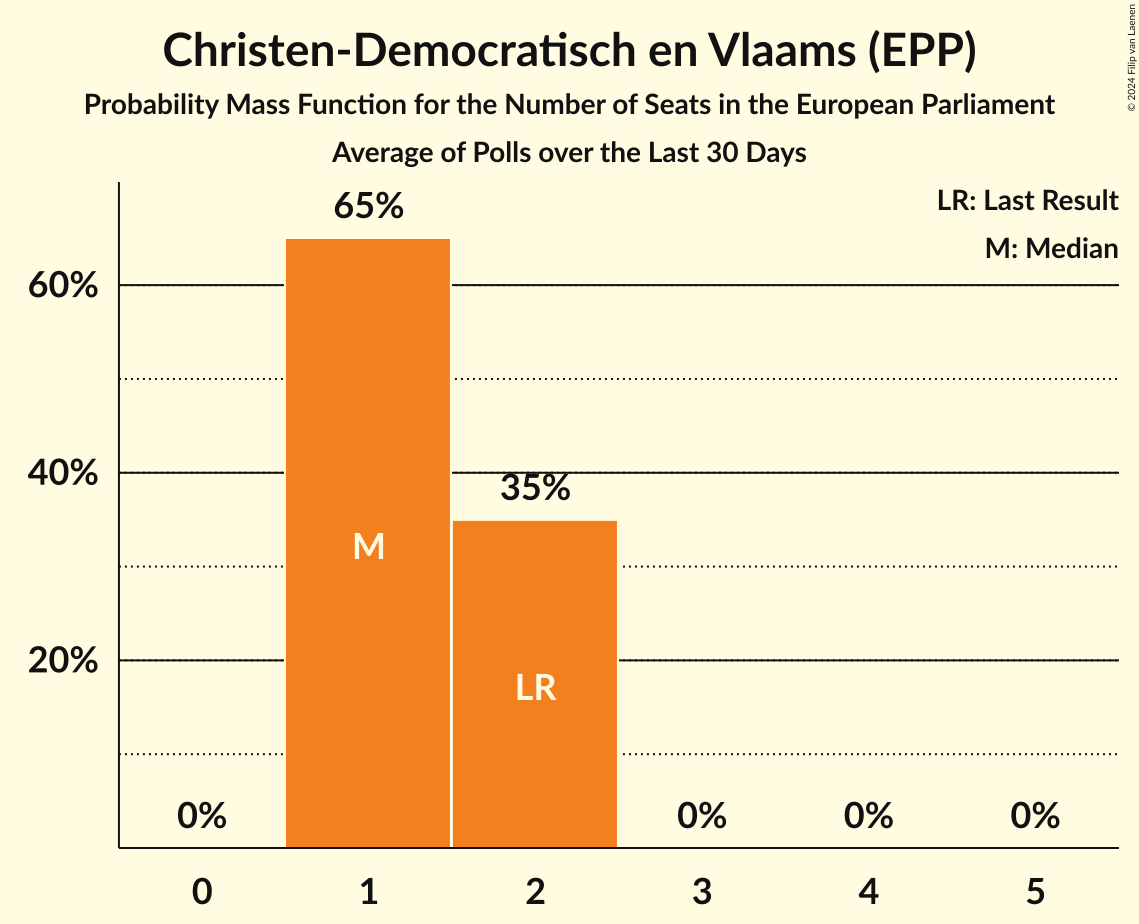 Christen-Democratisch en Vlaams (EPP)
Probability Mass Function for the Number of Seats in the European Parliament
Average of Polls over the Last 30 Days
© 2024 Filip van Laenen
LR: Last Result
M: Median
65%
60%
40%
35%
M
20%
LR
0%
0%
0%
0%
0 1 2 3 4 5